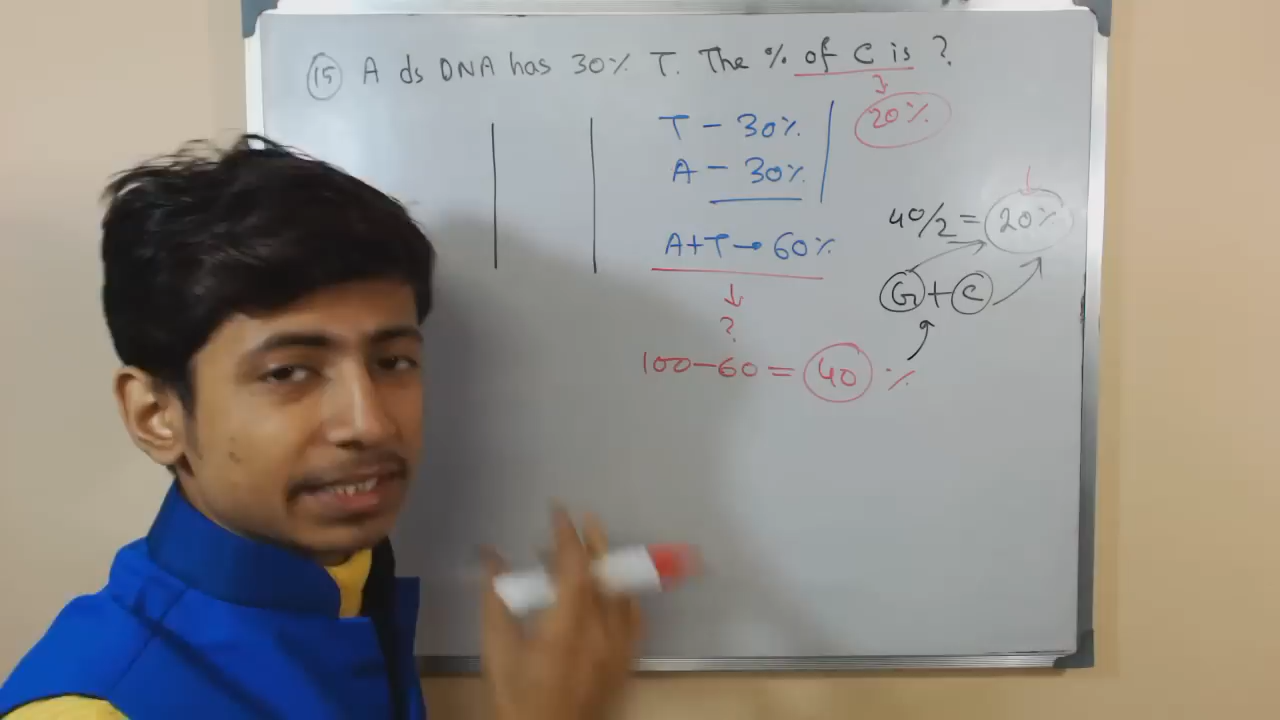 15 A ds DNA has 30% T. The % of C is ?
20%
T - 30%
A - 30%
A+T → 60%
?
100-60 = 40 %
40/2 = 20%
G + C